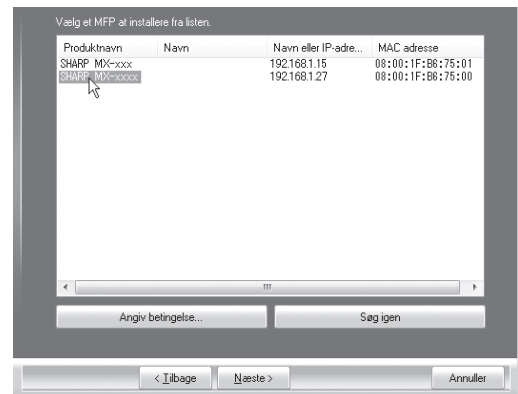 Vælg et MFP at installere fra listen.
Produktnavn Navn Navn eller IP-adre... MAC adresse
SHARP MX-xxx 192.168.1.15 08:00:1F:B6:75:01
SHARP MX-xxxx 192.168.1.27 08:00:1F:B6:75:00
Angiv betingelse... Søg igen
< Tilbage Næste > Annuller